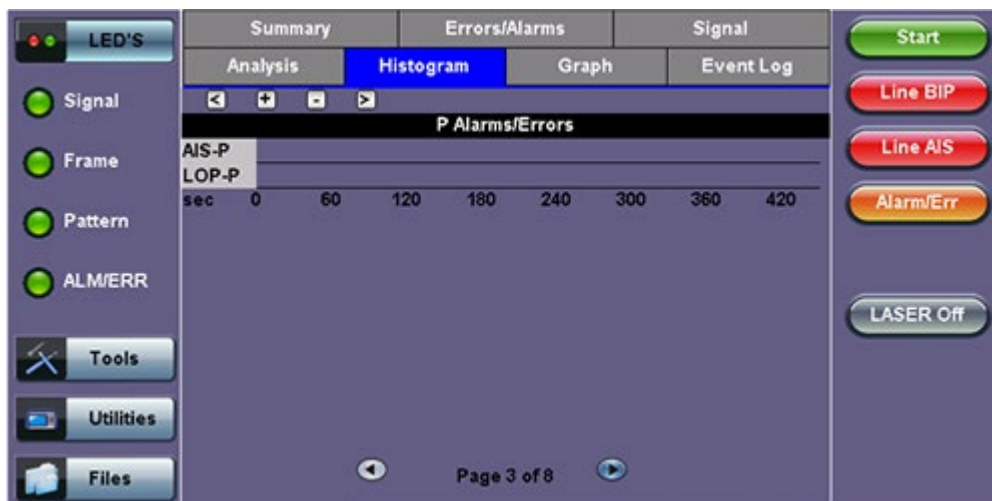 LED'S
Signal
Frame
Pattern
ALM/ERR
Tools
Utilities
Files
Summary Errors/Alarms Signal
Analysis Histogram Graph Event Log
< + - >
P Alarms/Errors
AIS-P
LOP-P
sec 0 60 120 180 240 300 360 420
Page 3 of 8
Start
Line BIP
Line AIS
Alarm/Err
LASER Off